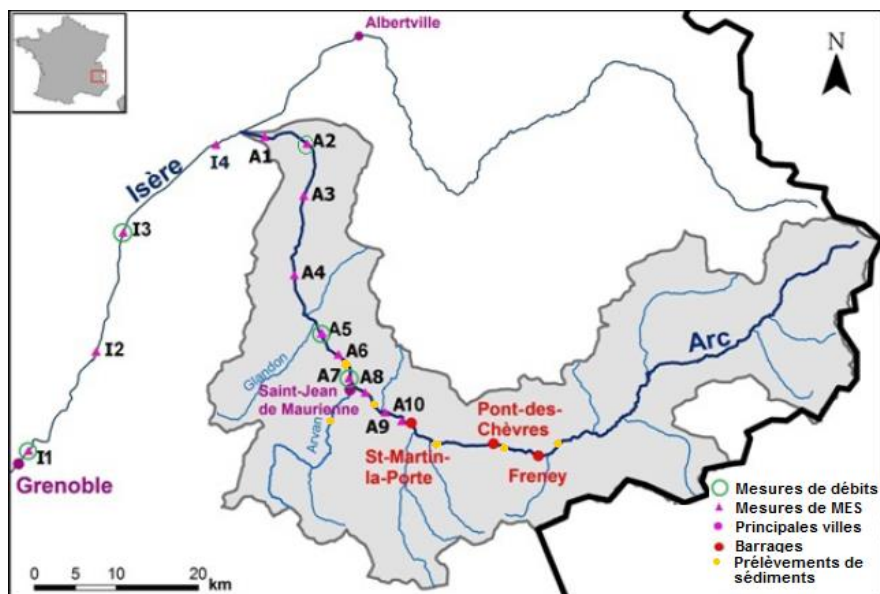 Albertville
I4
A1
A2
Isère
A3
I3
A4
A5
I2
A6
Glandon
A7
A8
Saint-Jean
de Maurienne
A9
A10
Arvan
Arc
Pont-des-
Chèvres
St-Martin-
la-Porte
Freney
I1
Grenoble
N
0 10 20
km
Mesures de débits
Mesures de MES
Principales villes
Barrages
Prélèvements de
sédiments